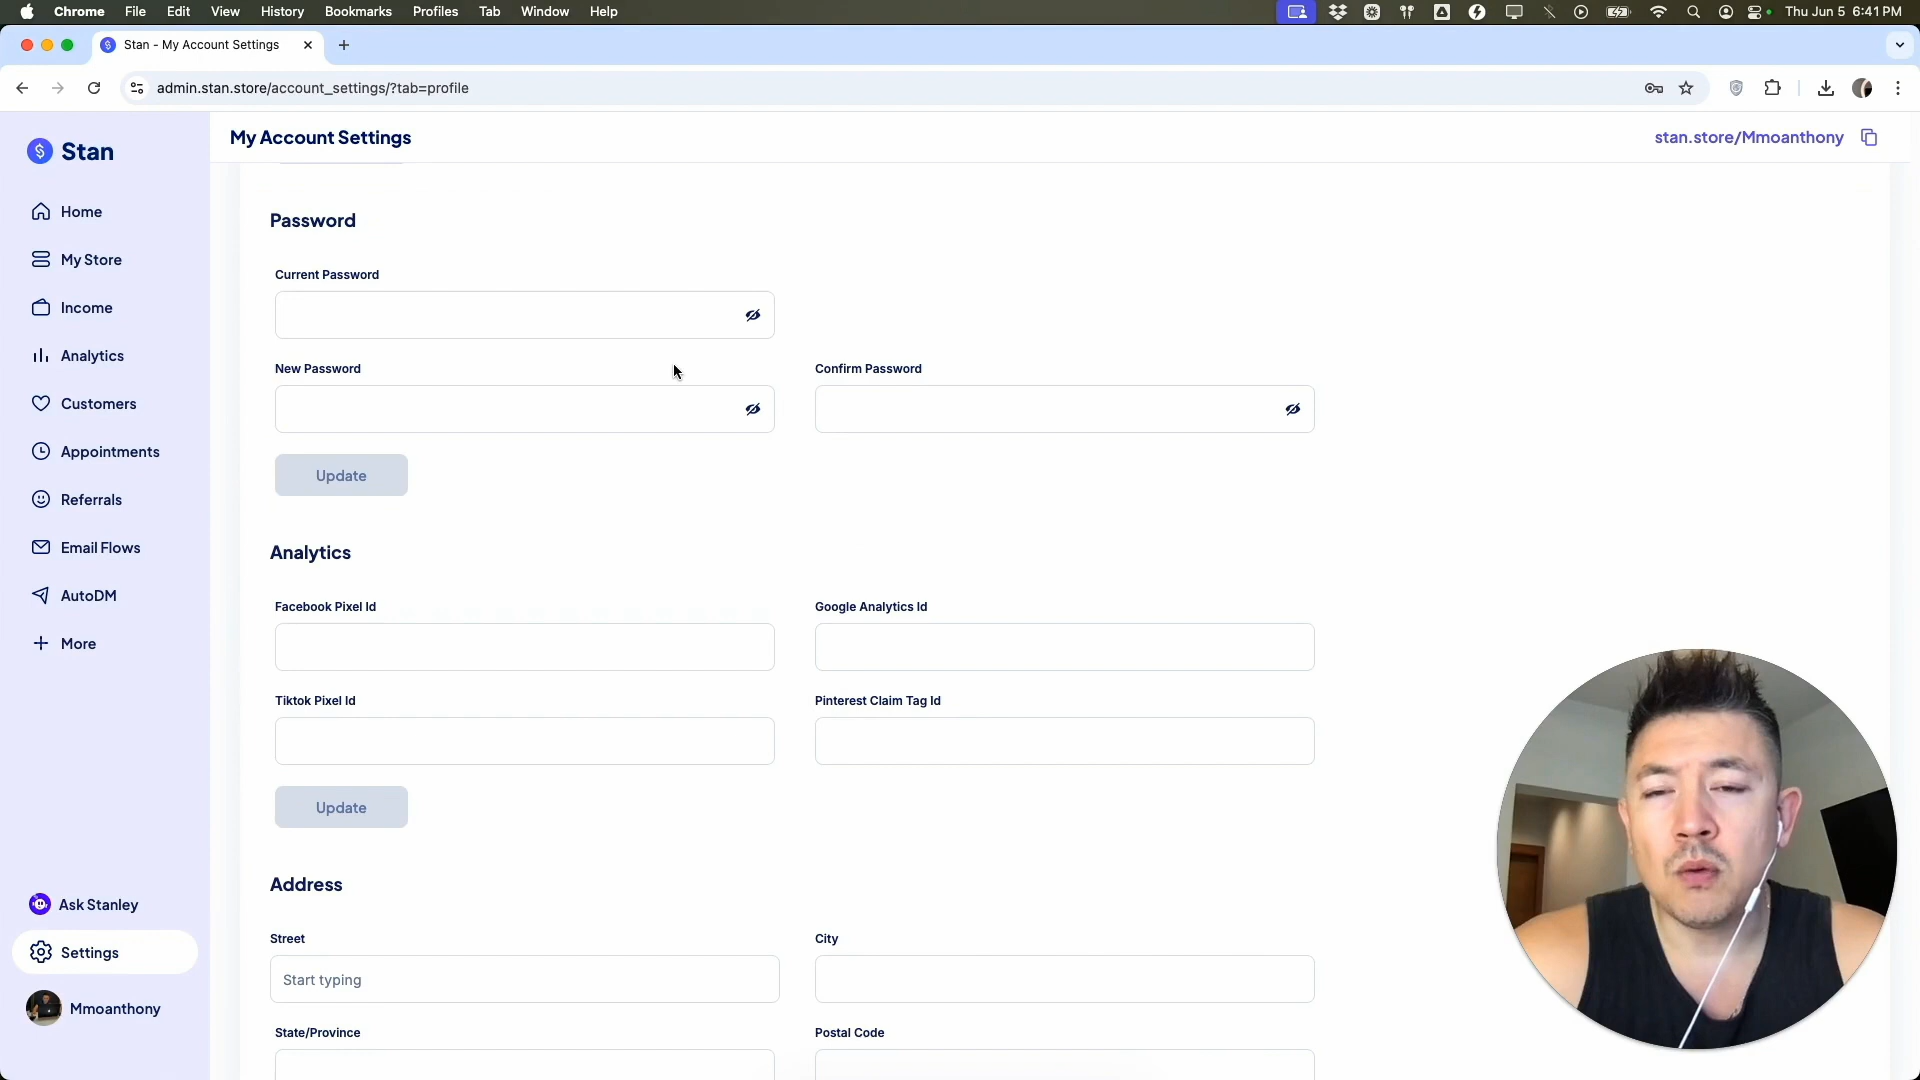 Chrome File Edit View History Bookmarks Profiles Tab Window Help Thu Jun 5 6:41 PM
Stan - My Account Settings
admin.stan.store/account_settings/?tab=profile
Stan
My Account Settings
stan.store/Mmoanthony
Home
My Store
Income
Analytics
Customers
Appointments
Referrals
Email Flows
AutoDM
More
Ask Stanley
Settings
Mmoanthony
Password
Current Password
New Password Confirm Password
Update
Analytics
Facebook Pixel Id Google Analytics Id
Tiktok Pixel Id Pinterest Claim Tag Id
Update
Address
Street City
Start typing
State/Province Postal Code